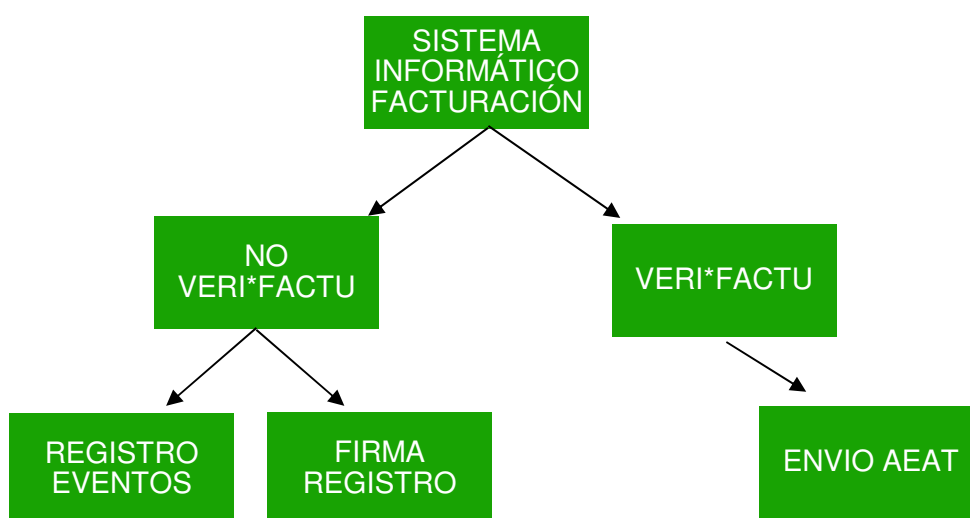 SISTEMA
INFORMÁTICO
FACTURACIÓN
NO
VERI*FACTU
VERI*FACTU
REGISTRO
EVENTOS
FIRMA
REGISTRO
ENVIO AEAT